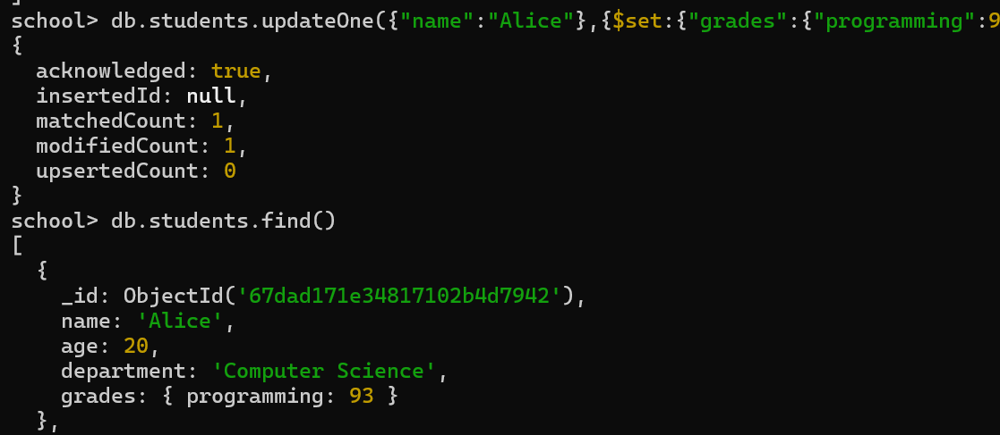 ]
school> db.students.updateOne({"name":"Alice"},{$set:{"grades":{"programming":9
{
  acknowledged: true,
  insertedId: null,
  matchedCount: 1,
  modifiedCount: 1,
  upsertedCount: 0
}
school> db.students.find()
[
  {
    _id: ObjectId('67dad171e34817102b4d7942'),
    name: 'Alice',
    age: 20,
    department: 'Computer Science',
    grades: { programming: 93 }
  },